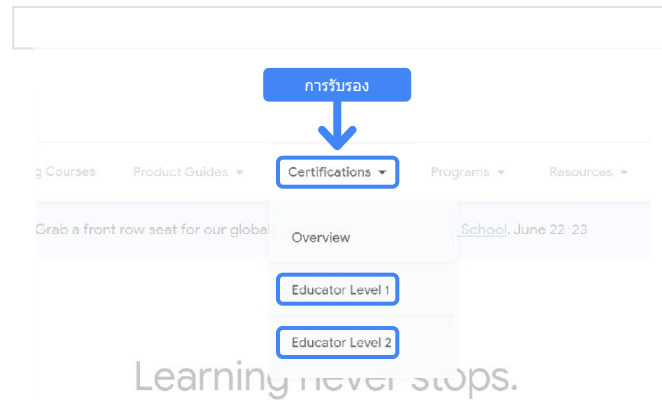 การรับรอง
g Courses Product Guides Certifications Programs Resources
Grab a front row seat for our global School. June 22-23
Overview
Educator Level 1
Educator Level 2
Learning never stops.